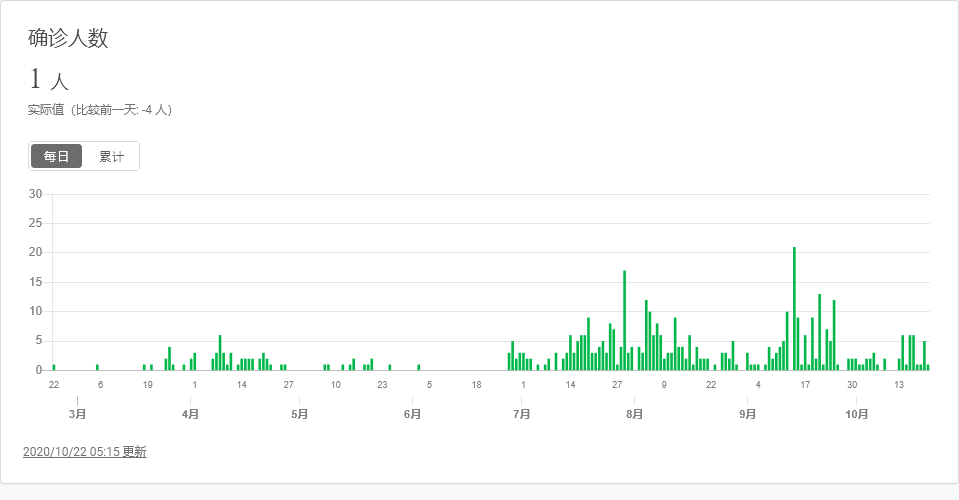 确诊人数
1 人
实际值（比较前一天: -4 人）
每日 累计
30
25
20
15
10
5
0
22 6 19 1 14 27 10 23 5 18 1 14 27 9 22 4 17 30 13
3月 4月 5月 6月 7月 8月 9月 10月
2020/10/22 05:15 更新